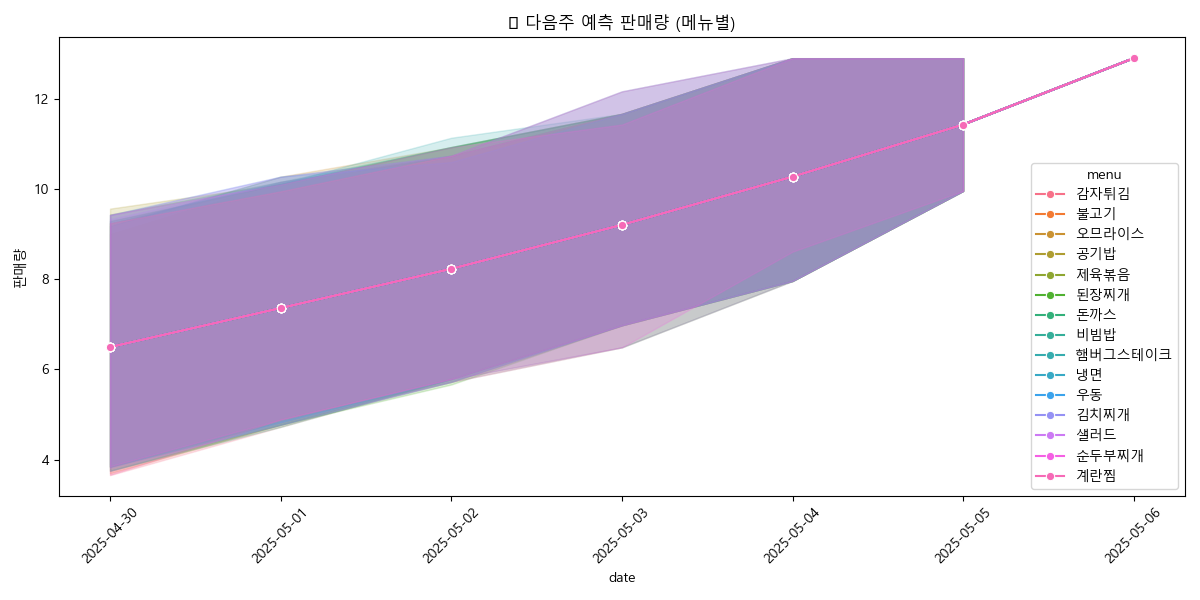 다음주 예측 판매량 (메뉴별)
판매량
12
10
8
6
4
menu
감자튀김
불고기
오므라이스
공기밥
제육볶음
된장찌개
돈까스
비빔밥
햄버그스테이크
냉면
우동
김치찌개
샐러드
순두부찌개
계란찜
2025-04-30
2025-05-01
2025-05-02
2025-05-03
2025-05-04
2025-05-05
2025-05-06
date